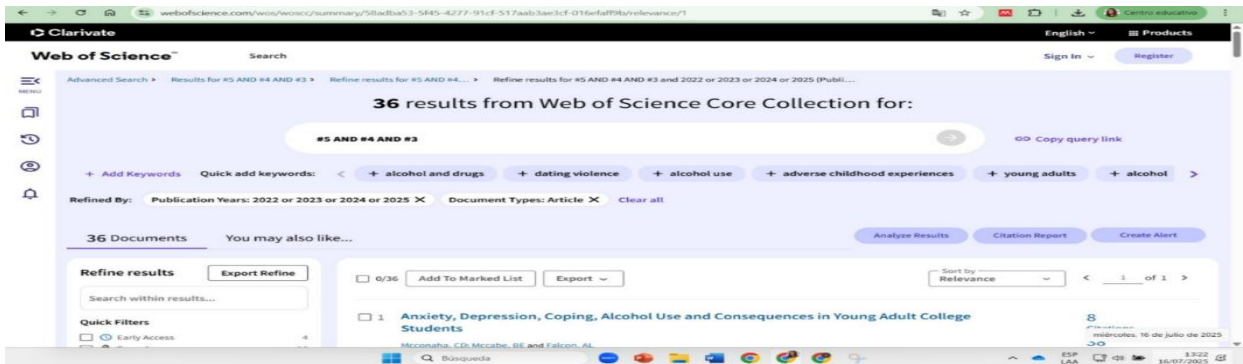 webofscience.com/wos/woscc/summary/58adba53-5f45-4277-91cf-517aab3ae3cf-016efaff9b/relevance/1
Centro educativo
Clarivate
English
Products
Web of Science™
Search
Sign In
Register
MENU
Advanced Search > Results for #5 AND #4 AND #3 > Refine results for #5 AND #4... > Refine results for #5 AND #4 AND #3 and 2022 or 2023 or 2024 or 2025 (Publi...
36 results from Web of Science Core Collection for:
#5 AND #4 AND #3
Copy query link
+ Add Keywords Quick add keywords: < + alcohol and drugs + dating violence + alcohol use + adverse childhood experiences + young adults + alcohol >
Refined By: Publication Years: 2022 or 2023 or 2024 or 2025 X Document Types: Article X Clear all
36 Documents You may also like...
Analyze Results Citation Report Create Alert
Refine results Export Refine
0/36 Add To Marked List Export
Sort by
Relevance
< 1 of 1 >
Search within results...
Quick Filters
Early Access 4
1 Anxiety, Depression, Coping, Alcohol Use and Consequences in Young Adult College
Students
8
Citations
Mcconaha, CD; Mccabe, BE and Falcon, AL
miércoles, 16 de julio de 2025
Búsqueda
ESP
LAA
13:22
16/07/2025